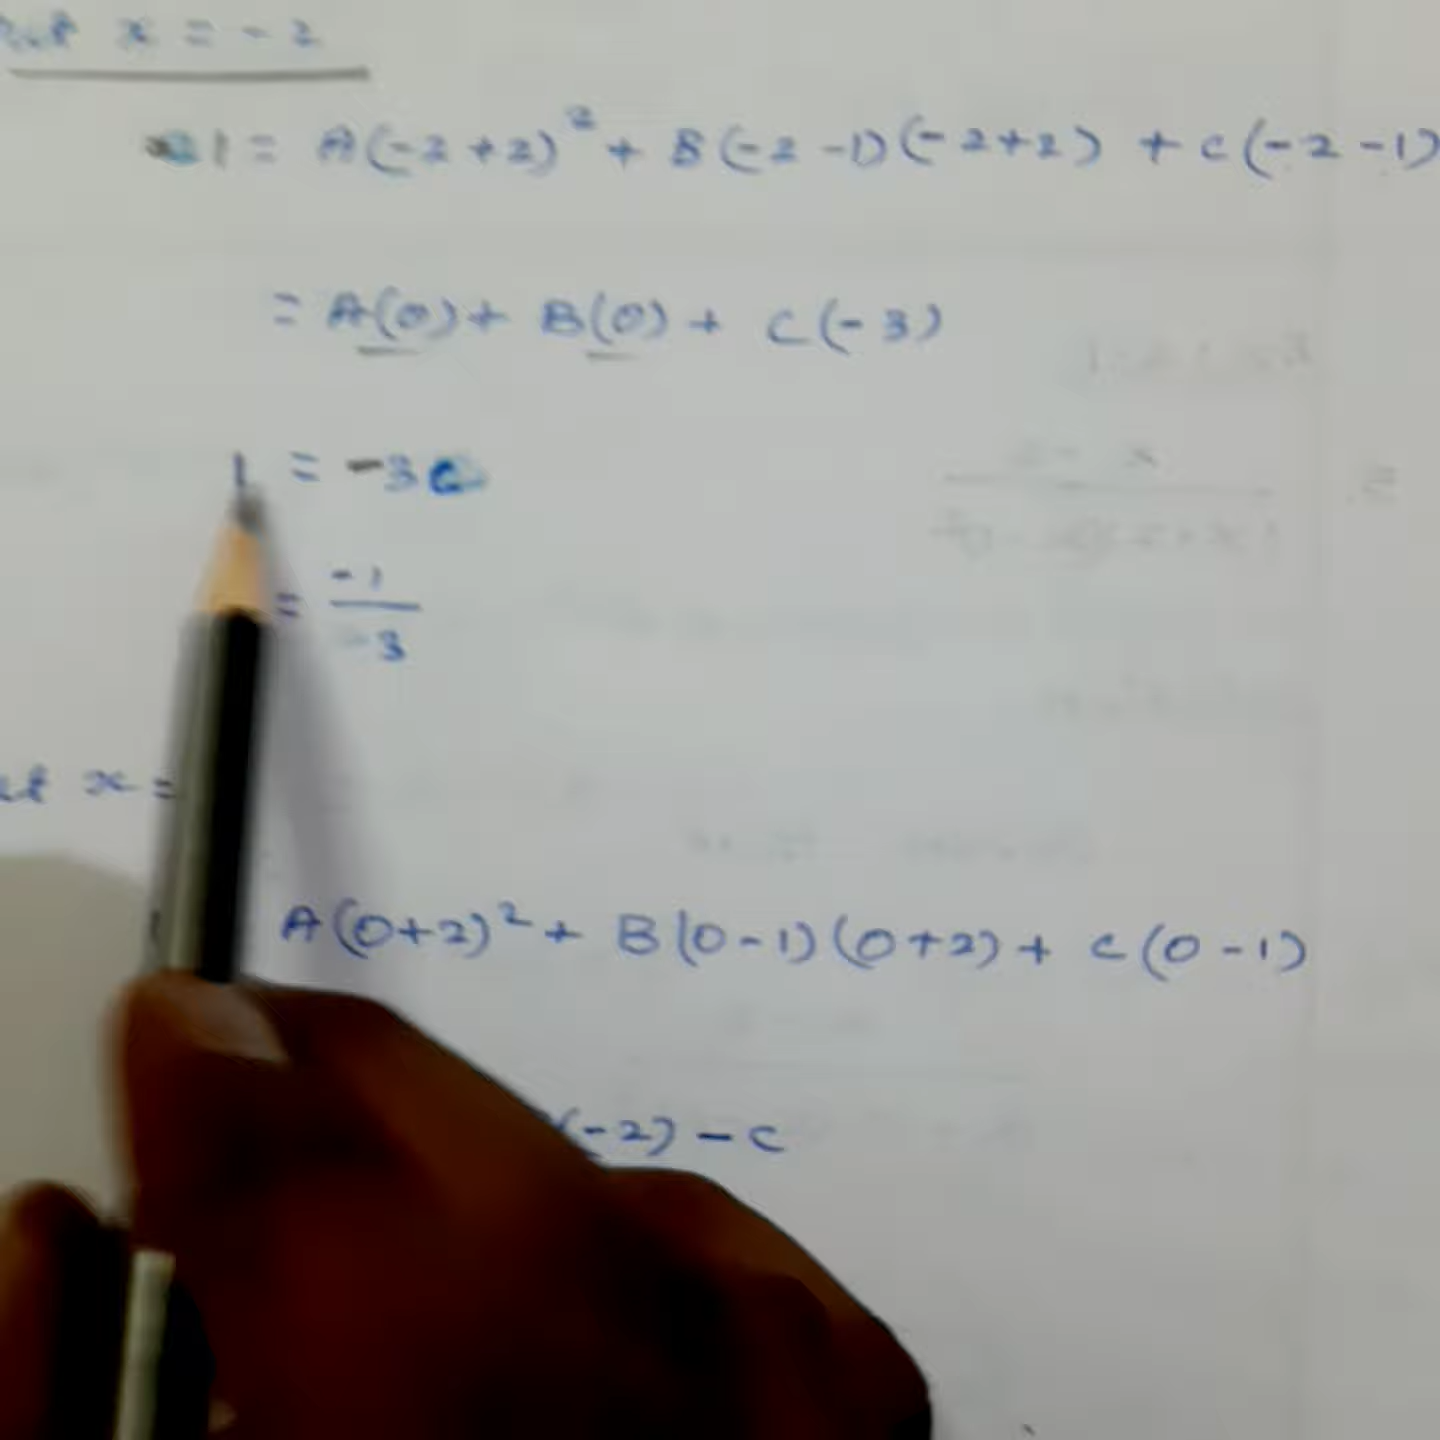 x = -2
1 = A(-2+2)² + B(-2-1)(-2+2) + C(-2-1)
= A(0) + B(0) + C(-3)
1 = -3C
= -1/-3
x =
A(0+2)² + B(0-1)(0+2) + C(0-1)
(-2) - C